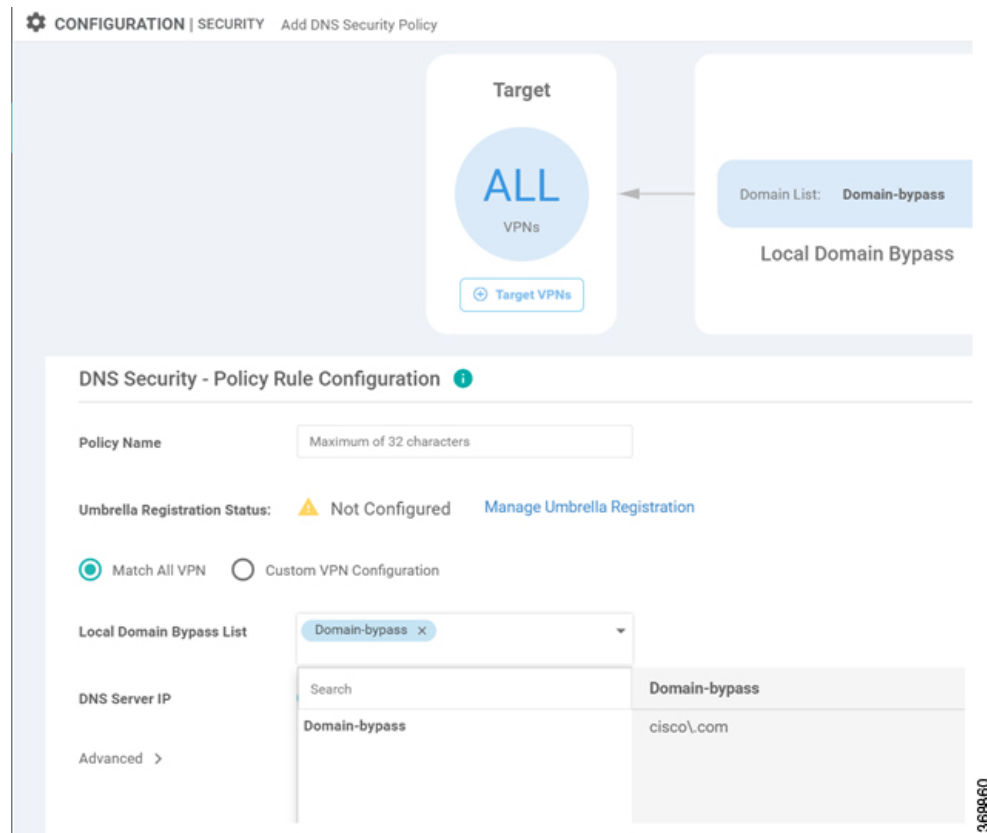 CONFIGURATION | SECURITY Add DNS Security Policy
Target
ALL
VPNs
Target VPNs
Domain List: Domain-bypass
Local Domain Bypass
DNS Security - Policy Rule Configuration
Policy Name
Maximum of 32 characters
Umbrella Registration Status: Not Configured Manage Umbrella Registration
Match All VPN Custom VPN Configuration
Local Domain Bypass List
Domain-bypass ×
DNS Server IP
Search
Domain-bypass
Domain-bypass
cisco\.com
Advanced >
369860